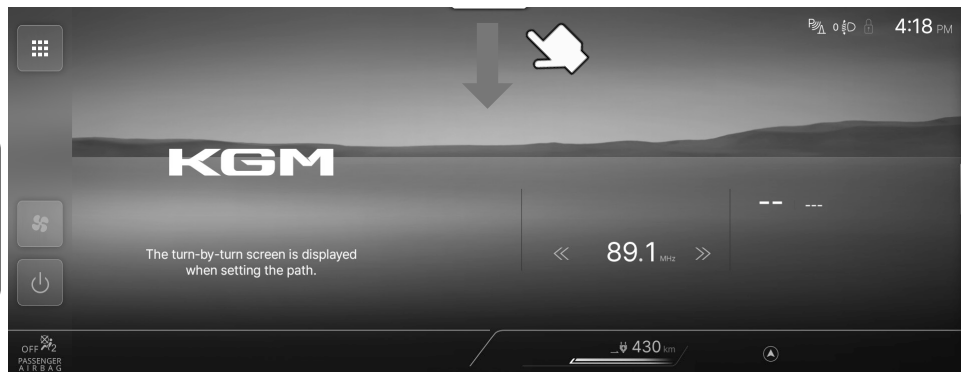 4:18 PM
KGM
The turn-by-turn screen is displayed
when setting the path.
89.1 MHz
-- ---
OFF 2
PASSENGER
AIRBAG
430 km